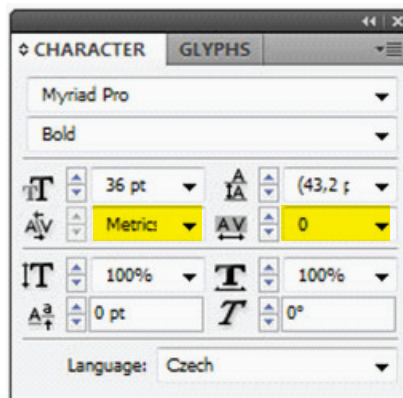 CHARACTER GLYPHS
Myriad Pro
Bold
36 pt (43,2 p
Metrics 0
100% 100%
0 pt 0°
Language: Czech